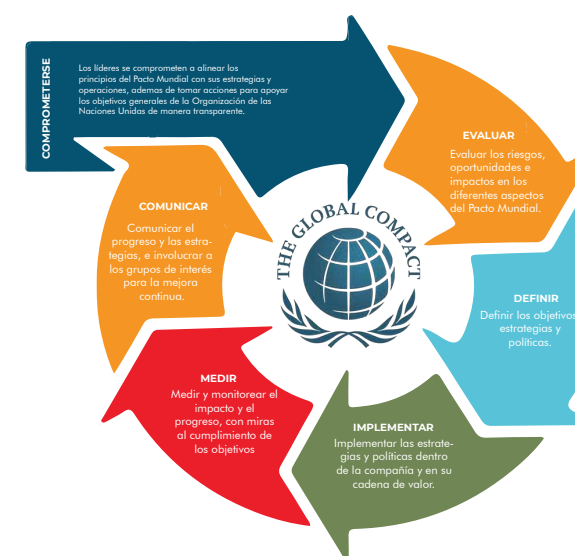 COMPROMETERSE
Los líderes se comprometen a alinear los
principios del Pacto Mundial con sus estrategias y
operaciones, ademas de tomar acciones para apoyar
los objetivos generales de la Organización de las
Naciones Unidas de manera transparente.
EVALUAR
Evaluar los riesgos,
oportunidades e
impactos en los
diferentes aspectos
del Pacto Mundial.
DEFINIR
Definir los objetivos
estrategias y
políticas.
IMPLEMENTAR
Implementar las estrate-
gias y políticas dentro
de la compañía y en su
cadena de valor.
MEDIR
Medir y monitorear el
impacto y el
progreso, con miras
al cumplimiento de
los objetivos
COMUNICAR
Comunicar el
progreso y las estra-
tegias, e involucrar a
los grupos de interés
para la mejora
continua.
THE GLOBAL COMPACT